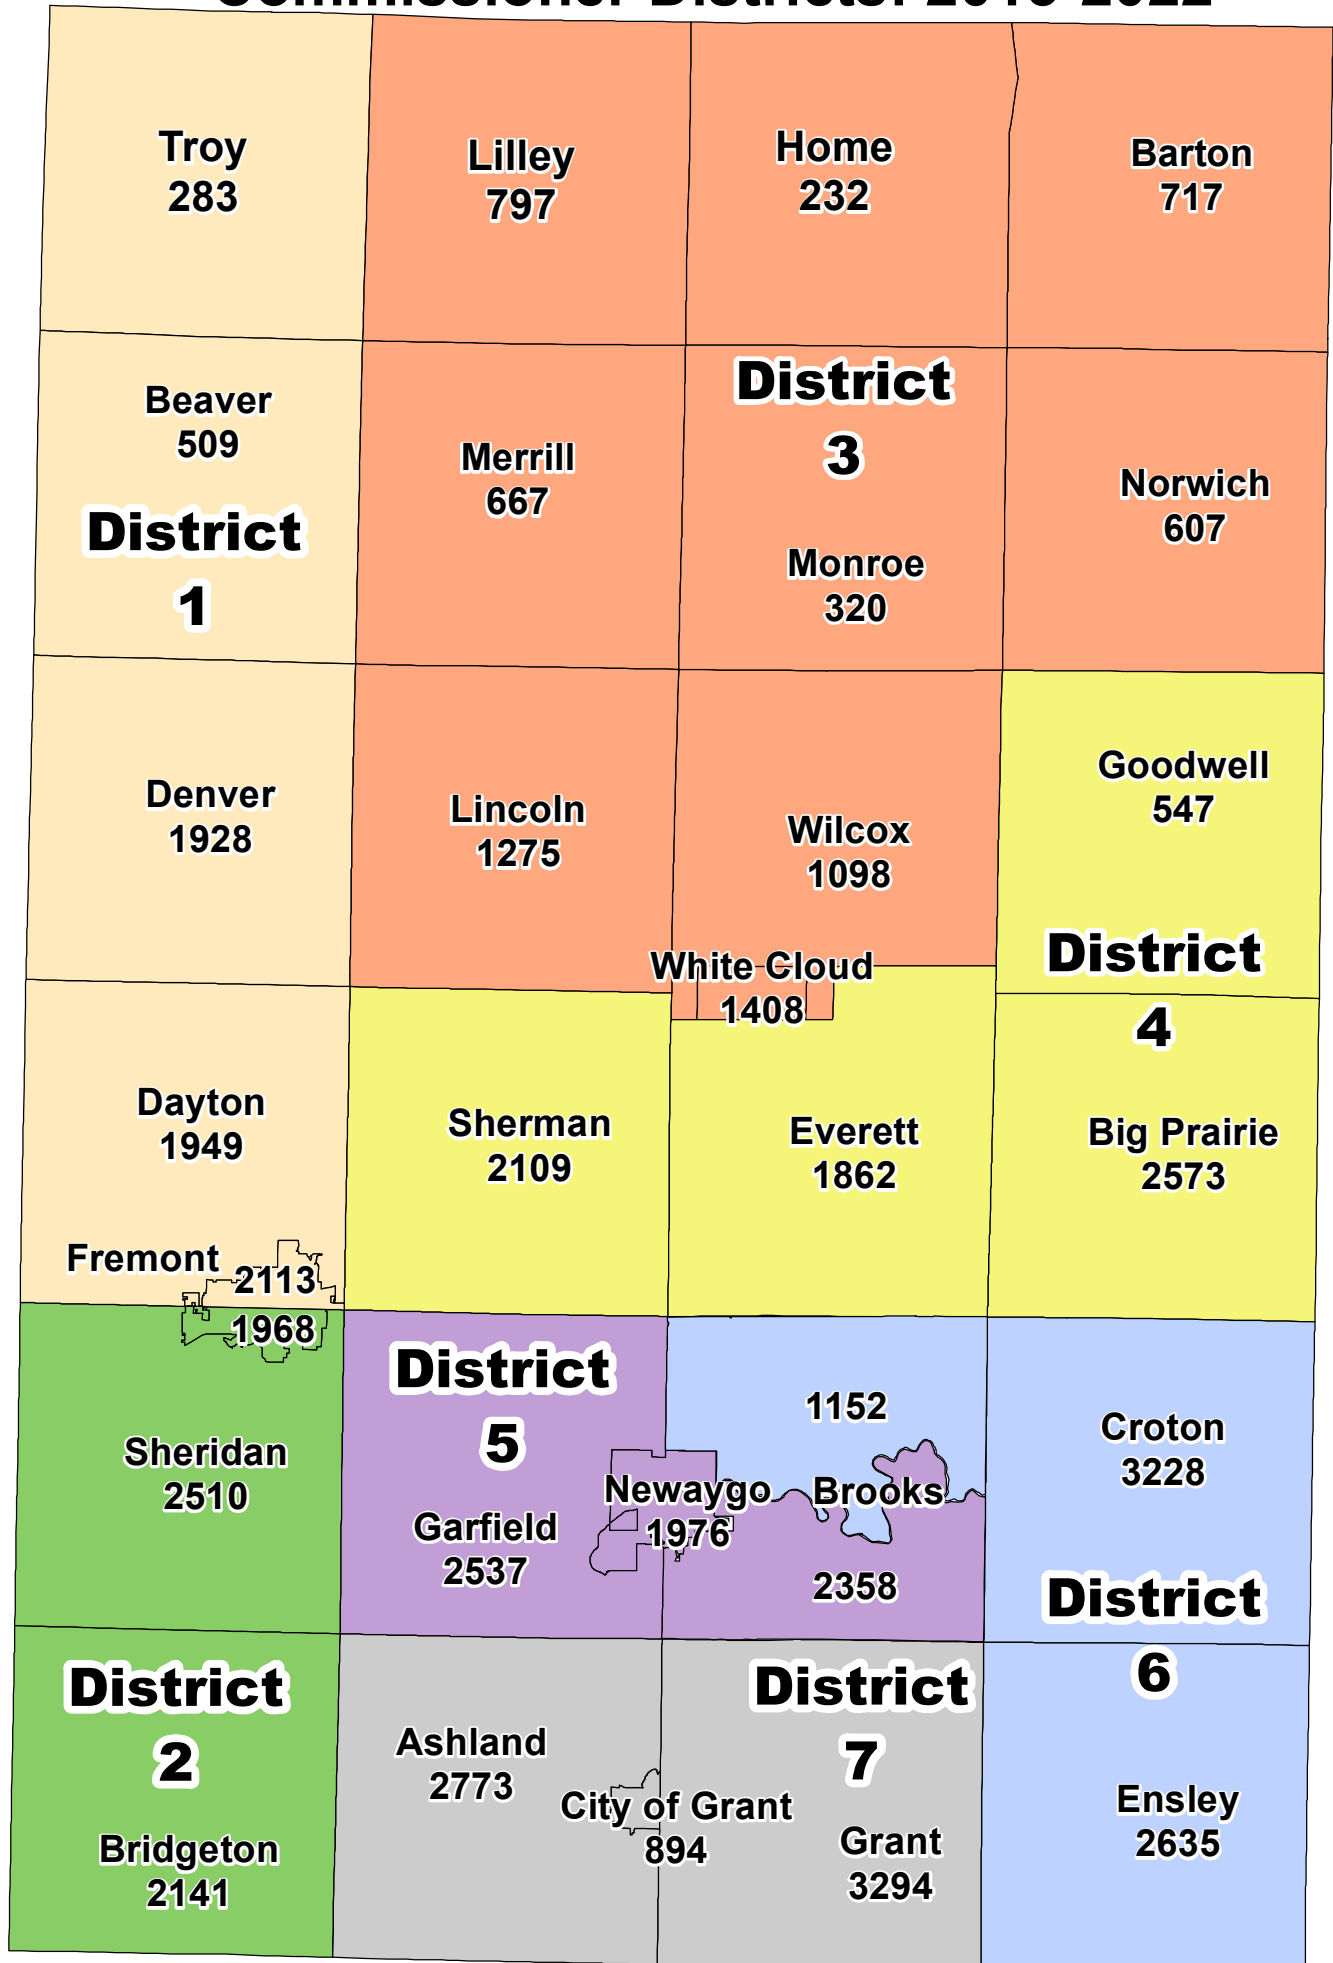 Commissioner Districts: 2013-2022
Troy
283
Lilley
797
Home
232
Barton
717
Beaver
509
District
1
Merrill
667
District
3
Monroe
320
Norwich
607
Denver
1928
Lincoln
1275
Wilcox
1098
Goodwell
547
White Cloud
1408
District
4
Dayton
1949
Sherman
2109
Everett
1862
Big Prairie
2573
Fremont
2113
1968
District
5
1152
Croton
3228
Sheridan
2510
Garfield
2537
Newaygo
1976
Brooks
2358
District
6
District
2
Bridgeton
2141
Ashland
2773
City of Grant
894
District
7
Grant
3294
Ensley
2635